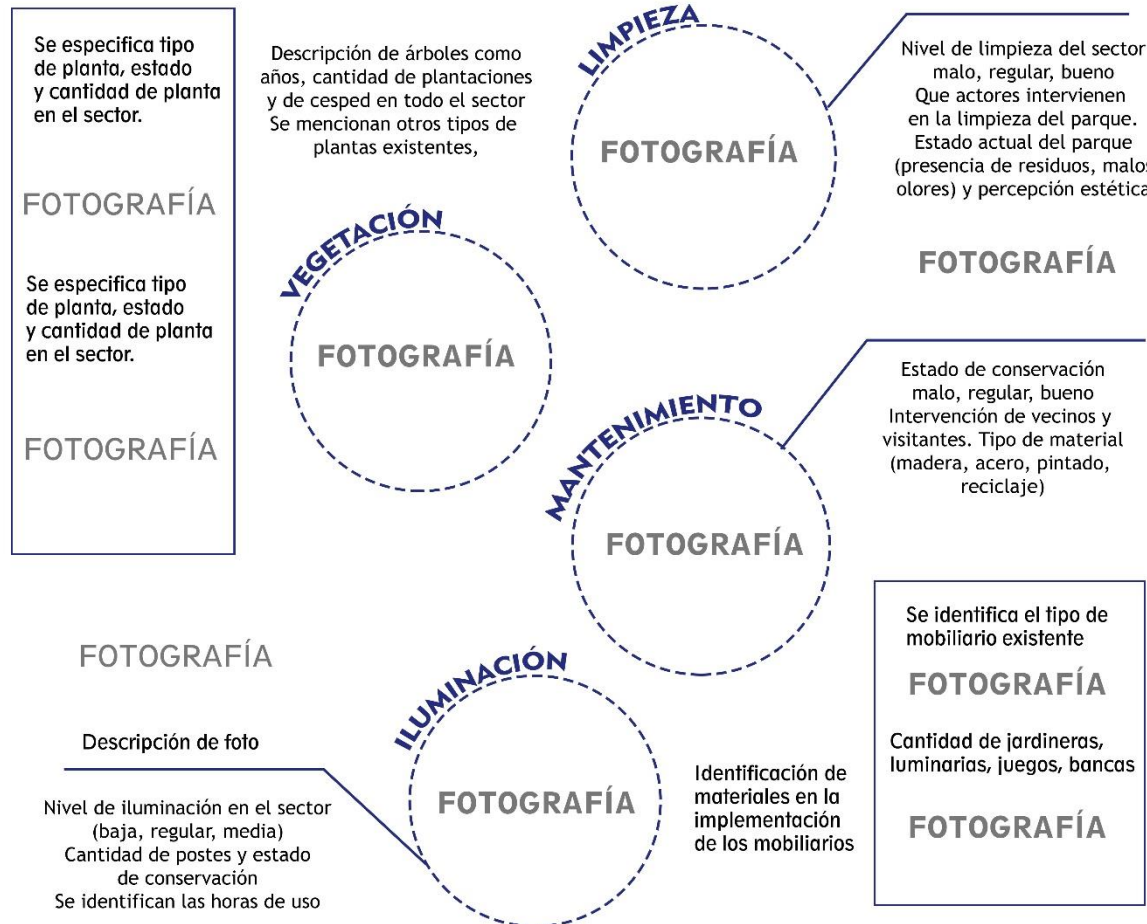 Se especifica tipo
de planta, estado
y cantidad de planta
en el sector.
FOTOGRAFÍA
Se especifica tipo
de planta, estado
y cantidad de planta
en el sector.
FOTOGRAFÍA
Descripción de árboles como
años, cantidad de plantaciones
y de cesped en todo el sector
Se mencionan otros tipos de
plantas existentes,
VEGETACIÓN
FOTOGRAFÍA
LIMPIEZA
FOTOGRAFÍA
Nivel de limpieza del sector
malo, regular, bueno
Que actores intervienen
en la limpieza del parque.
Estado actual del parque
(presencia de residuos, malos
olores) y percepción estética
FOTOGRAFÍA
MANTENIMIENTO
FOTOGRAFÍA
Estado de conservación
malo, regular, bueno
Intervención de vecinos y
visitantes. Tipo de material
(madera, acero, pintado,
reciclaje)
FOTOGRAFÍA
Descripción de foto
Nivel de iluminación en el sector
(baja, regular, media)
Cantidad de postes y estado
de conservación
Se identifican las horas de uso
ILUMINACIÓN
FOTOGRAFÍA
Identificación de
materiales en la
implementación
de los mobiliarios
Se identifica el tipo de
mobiliario existente
FOTOGRAFÍA
Cantidad de jardineras,
luminarias, juegos, bancas
FOTOGRAFÍA